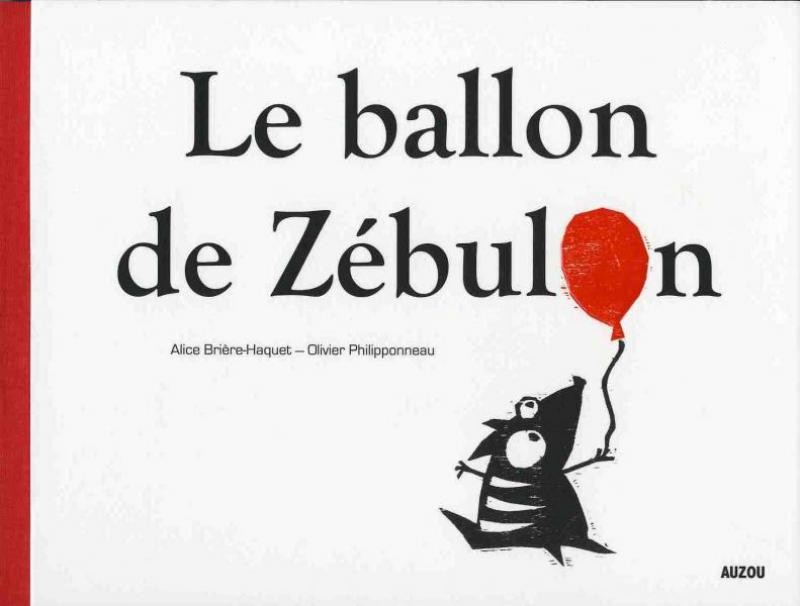 Le ballon
de Zébulon
Alice Brière-Haquet – Olivier Philipponneau
AUZOU